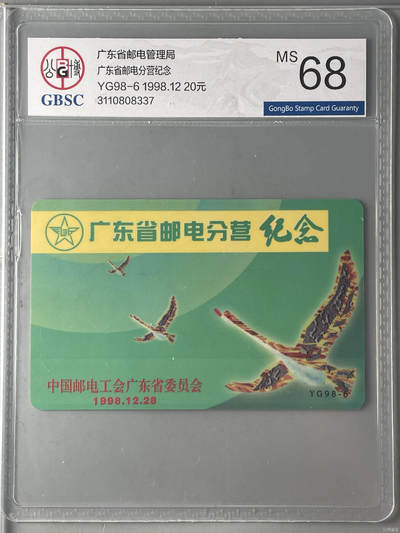 公 G 博
GBSC
广东省邮电管理局
广东省邮电分营纪念
YG98-6 1998.12 20元
3110808337
MS 68
GongBo Stamp Card Guaranty
广东省邮电分营 纪念
中国邮电工会广东省委员会
1998.12.28
YG98-6